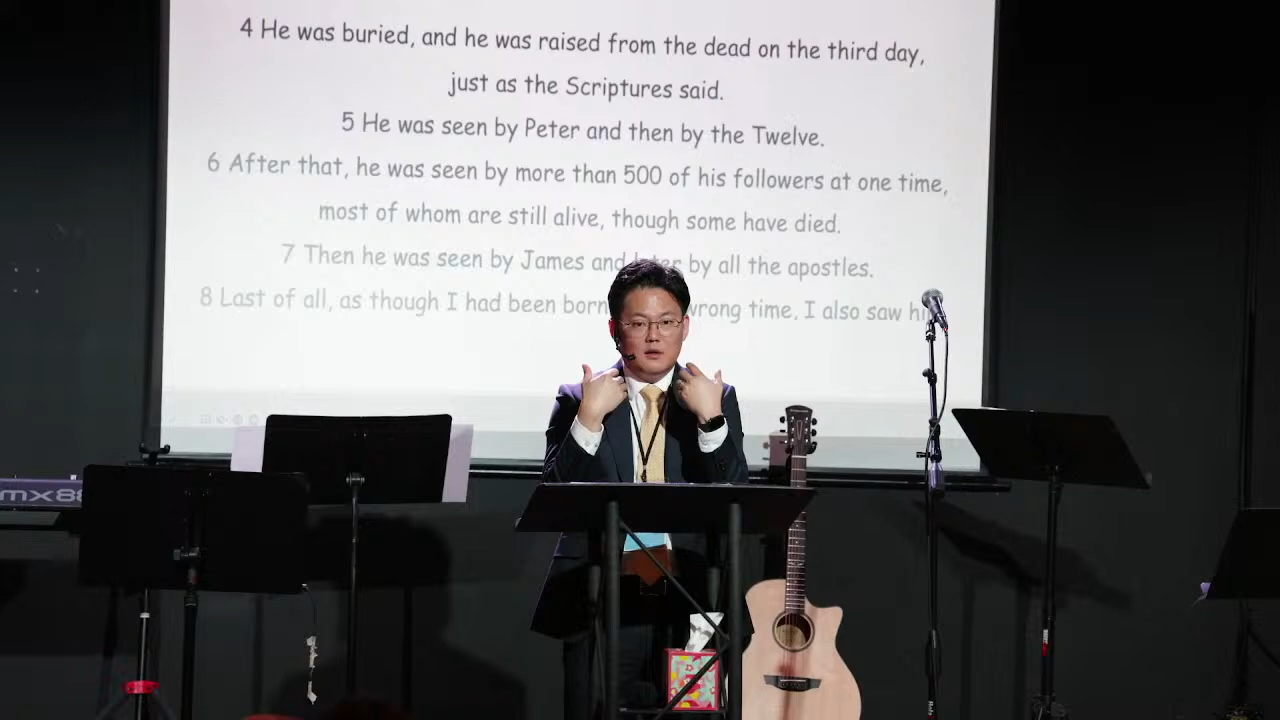 4 He was buried, and he was raised from the dead on the third day,
just as the Scriptures said.
5 He was seen by Peter and then by the Twelve.
6 After that, he was seen by more than 500 of his followers at one time,
most of whom are still alive, though some have died.
7 Then he was seen by James and later by all the apostles.
8 Last of all, as though I had been born wrong time, I also saw hi
mx88